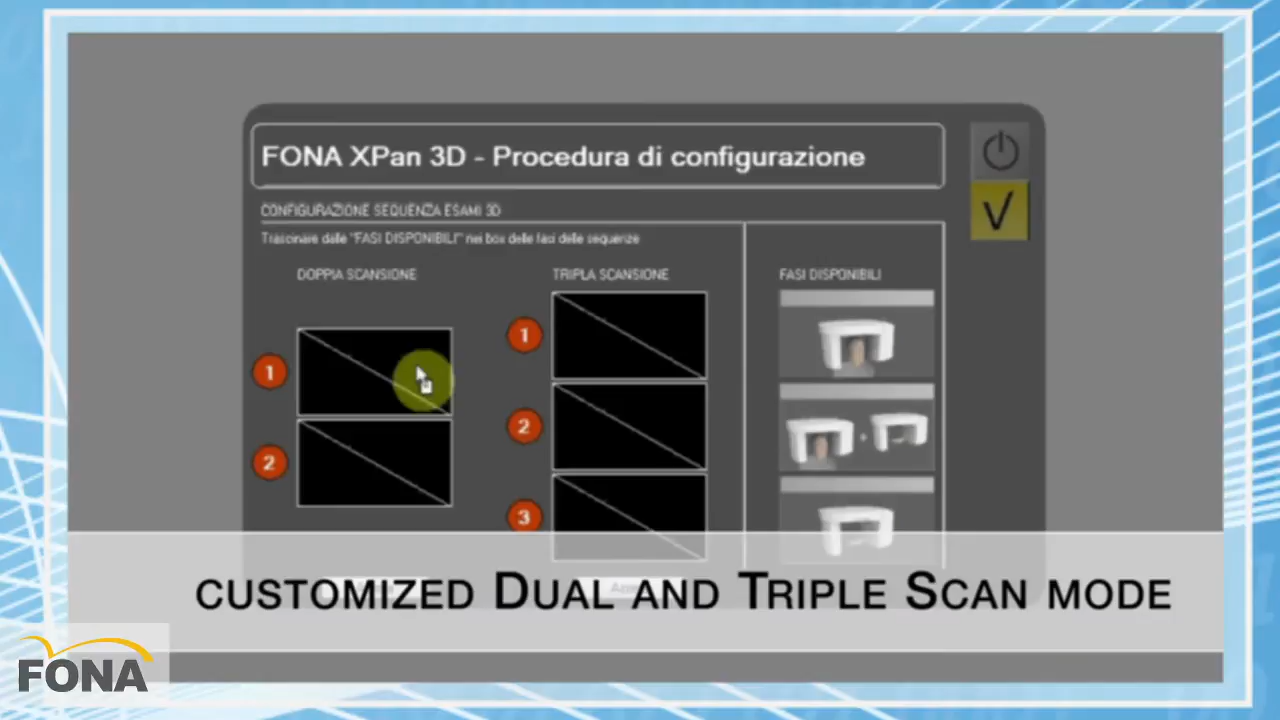 FONA XPan 3D - Procedura di configurazione
CONFIGURAZIONE SEQUENZA ESAMI 3D
Trascinare dalle "FASI DISPONIBILI" nei box delle fasi delle sequenze
DOPPIA SCANSIONE
TRIPLA SCANSIONE
FASI DISPONIBILI
1
2
1
2
3
CUSTOMIZED DUAL AND TRIPLE SCAN MODE
FONA